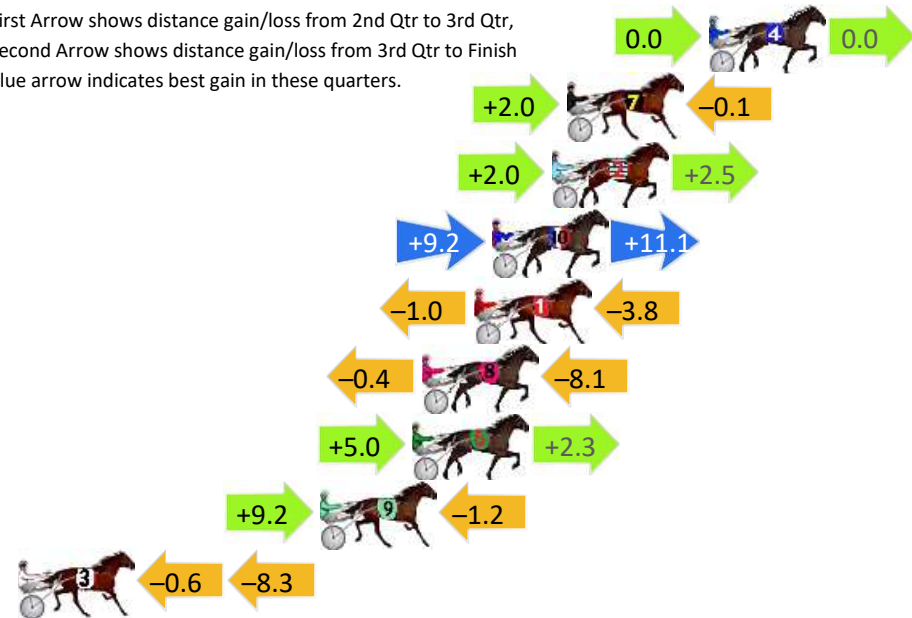 irst Arrow shows distance gain/loss from 2nd Qtr to 3rd Qtr,
econd Arrow shows distance gain/loss from 3rd Qtr to Finish
lue arrow indicates best gain in these quarters.
0.0 4 0.0
+2.0 7 –0.1
+2.0 2 +2.5
+9.2 10 +11.1
–1.0 1 –3.8
–0.4 8 –8.1
+5.0 5 +2.3
+9.2 9 –1.2
3 –0.6 –8.3